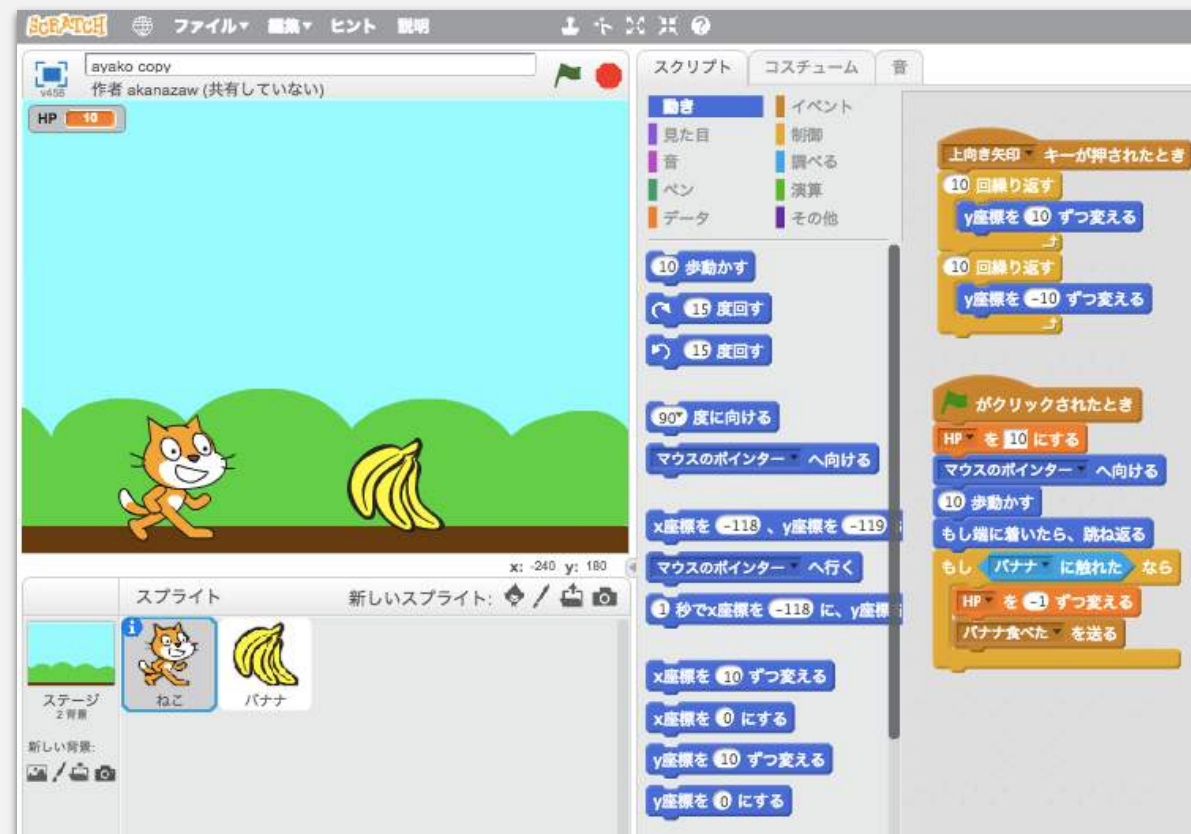 SCRATCH ファイル▼ 編集▼ ヒント 説明
ayako copy
v458
作者 akanazaw (共有していない)
HP 10
x: -240 y: 180
スプライト 新しいスプライト:
ステージ
2 背景
ねこ
バナナ
新しい背景:
スクリプト コスチューム 音
動き イベント
見た目 制御
音 調べる
ペン 演算
データ その他
10 歩動かす
15 度回す
15 度回す
90▼ 度に向ける
マウスのポインター へ向ける
x座標を -118 、y座標を -119
マウスのポインター へ行く
1 秒でx座標を -118 に、y座標
x座標を 10 ずつ変える
x座標を 0 にする
y座標を 10 ずつ変える
y座標を 0 にする
上向き矢印 キーが押されたとき
10 回繰り返す
y座標を 10 ずつ変える
10 回繰り返す
y座標を -10 ずつ変える
がクリックされたとき
HP を 10 にする
マウスのポインター へ向ける
10 歩動かす
もし端に着いたら、跳ね返る
もし バナナ に触れた なら
HP を -1 ずつ変える
バナナ食べた を送る